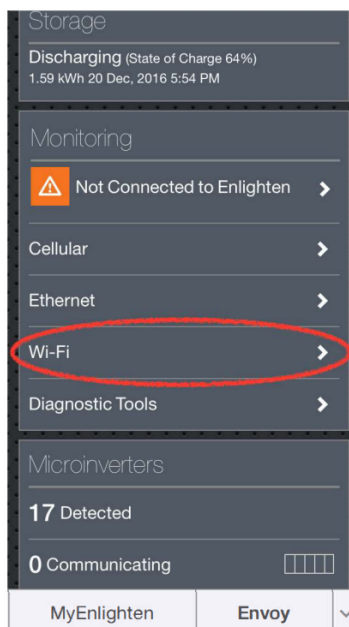 Storage
Discharging (State of Charge 64%)
1.59 kWh 20 Dec, 2016 5:54 PM
Monitoring
Not Connected to Enlighten
Cellular
Ethernet
Wi-Fi
Diagnostic Tools
Microinverters
17 Detected
0 Communicating
MyEnlighten Envoy